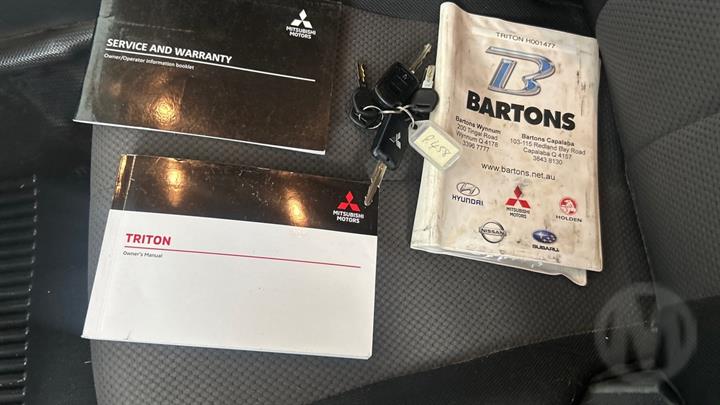 SERVICE AND WARRANTY
Owner/Operator information booklet
MITSUBISHI
MOTORS
TRITON
Owner's Manual
MITSUBISHI
MOTORS
TRITON H001477
B
BARTONS
Bartons Wynnum
200 Tingal Road
Wynnum Q 4178
3396 7777
Bartons Capalaba
103-115 Redland Bay Road
Capalaba Q 4157
3843 8130
www.bartons.net.au
HYUNDAI
MITSUBISHI
MOTORS
HOLDEN
NISSAN
SUBARU
M